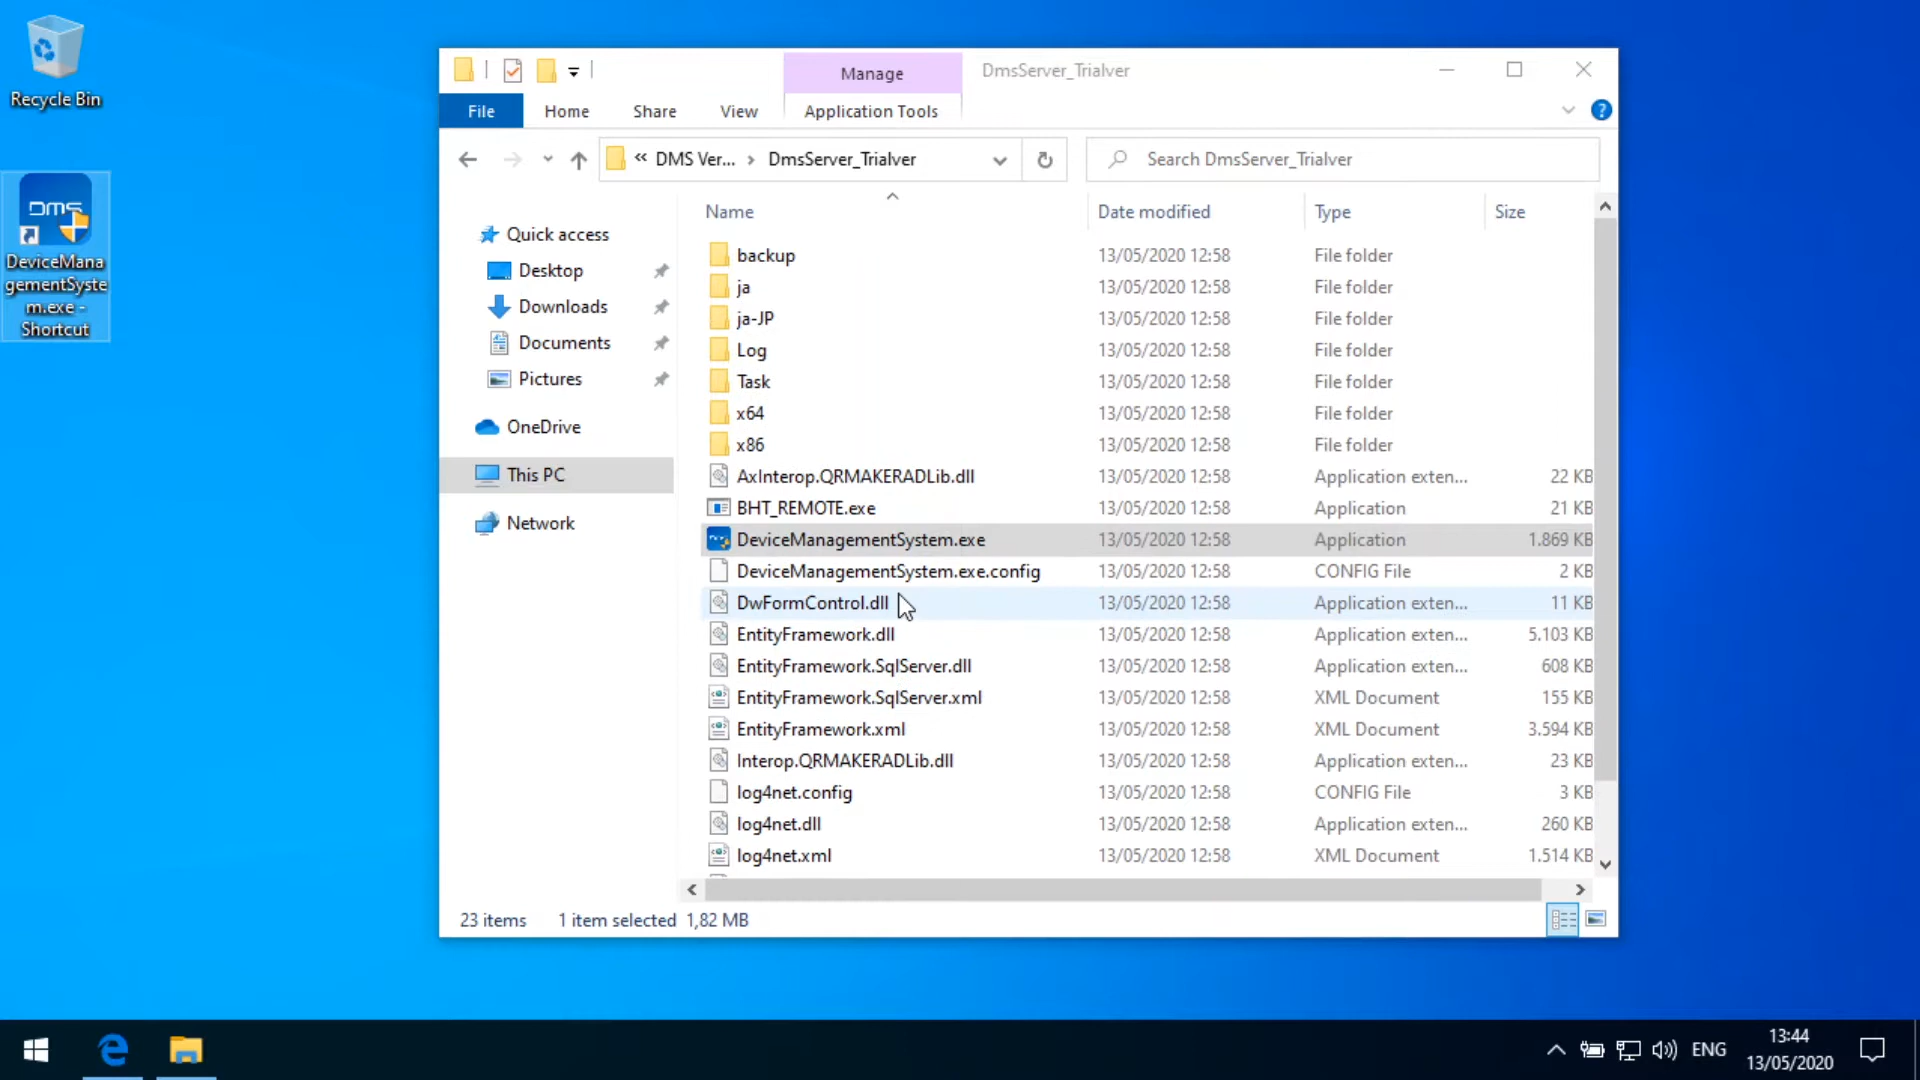 Recycle Bin
DMS
DeviceMana
gementSyste
m.exe -
Shortcut
Manage
DmsServer_Trialver
File
Home
Share
View
Application Tools
?
« DMS Ver... › DmsServer_Trialver
Search DmsServer_Trialver
Name
Date modified
Type
Size
Quick access
Desktop
Downloads
Documents
Pictures
OneDrive
This PC
Network
backup 13/05/2020 12:58 File folder
ja 13/05/2020 12:58 File folder
ja-JP 13/05/2020 12:58 File folder
Log 13/05/2020 12:58 File folder
Task 13/05/2020 12:58 File folder
x64 13/05/2020 12:58 File folder
x86 13/05/2020 12:58 File folder
AxInterop.QRMAKERADLib.dll 13/05/2020 12:58 Application exten... 22 KB
BHT_REMOTE.exe 13/05/2020 12:58 Application 21 KB
DeviceManagementSystem.exe 13/05/2020 12:58 Application 1.869 KB
DeviceManagementSystem.exe.config 13/05/2020 12:58 CONFIG File 2 KB
DwFormControl.dll 13/05/2020 12:58 Application exten... 11 KB
EntityFramework.dll 13/05/2020 12:58 Application exten... 5.103 KB
EntityFramework.SqlServer.dll 13/05/2020 12:58 Application exten... 608 KB
EntityFramework.SqlServer.xml 13/05/2020 12:58 XML Document 155 KB
EntityFramework.xml 13/05/2020 12:58 XML Document 3.594 KB
Interop.QRMAKERADLib.dll 13/05/2020 12:58 Application exten... 23 KB
log4net.config 13/05/2020 12:58 CONFIG File 3 KB
log4net.dll 13/05/2020 12:58 Application exten... 260 KB
log4net.xml 13/05/2020 12:58 XML Document 1.514 KB
23 items 1 item selected 1,82 MB
ENG
13:44
13/05/2020